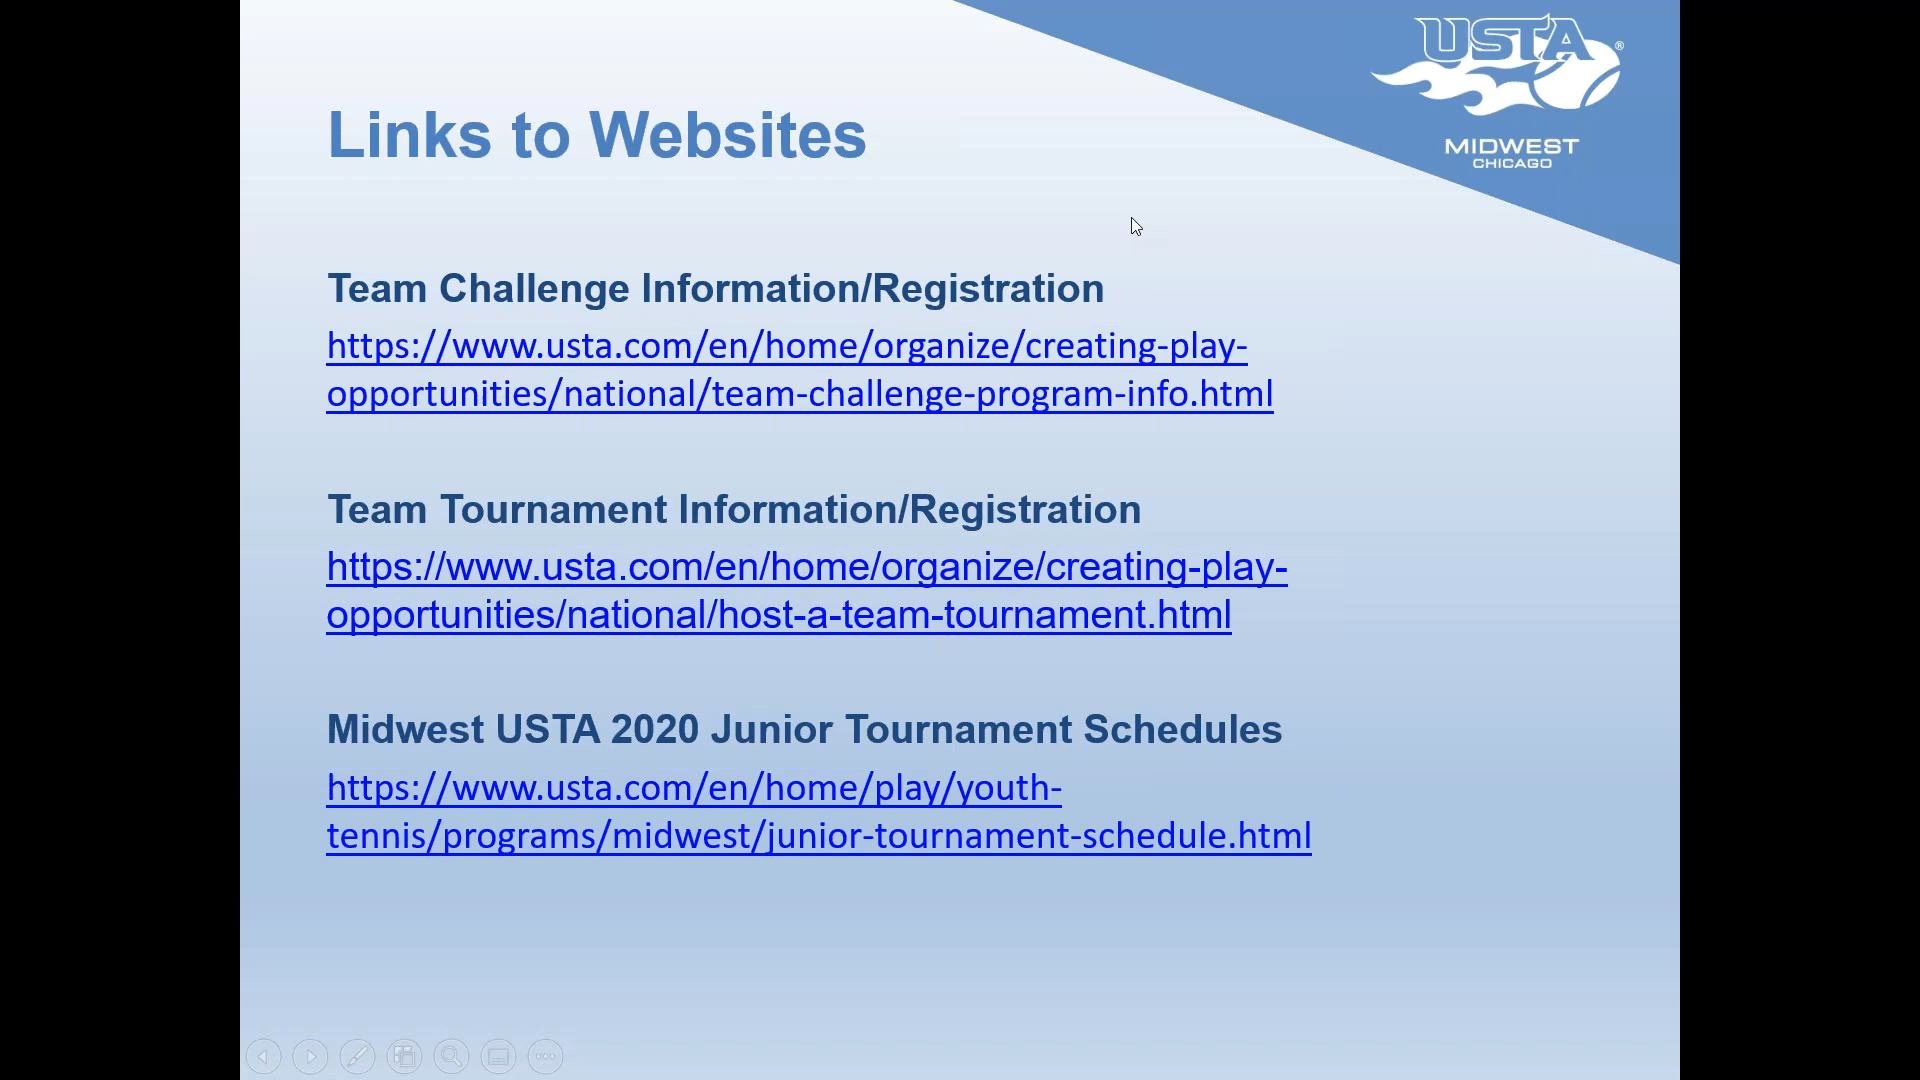 USTA®
MIDWEST
CHICAGO
Links to Websites
Team Challenge Information/Registration
https://www.usta.com/en/home/organize/creating-play-
opportunities/national/team-challenge-program-info.html
Team Tournament Information/Registration
https://www.usta.com/en/home/organize/creating-play-
opportunities/national/host-a-team-tournament.html
Midwest USTA 2020 Junior Tournament Schedules
https://www.usta.com/en/home/play/youth-
tennis/programs/midwest/junior-tournament-schedule.html